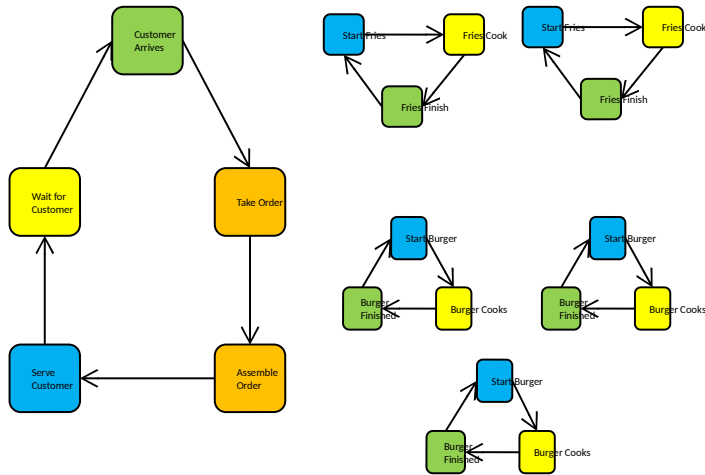 Customer
Arrives
Take Order
Assemble
Order
Serve
Customer
Wait for
Customer
Start Fries
Fries Cook
Fries Finish
Start Fries
Fries Cook
Fries Finish
Start Burger
Burger Cooks
Burger
Finished
Start Burger
Burger Cooks
Burger
Finished
Start Burger
Burger Cooks
Burger
Finished